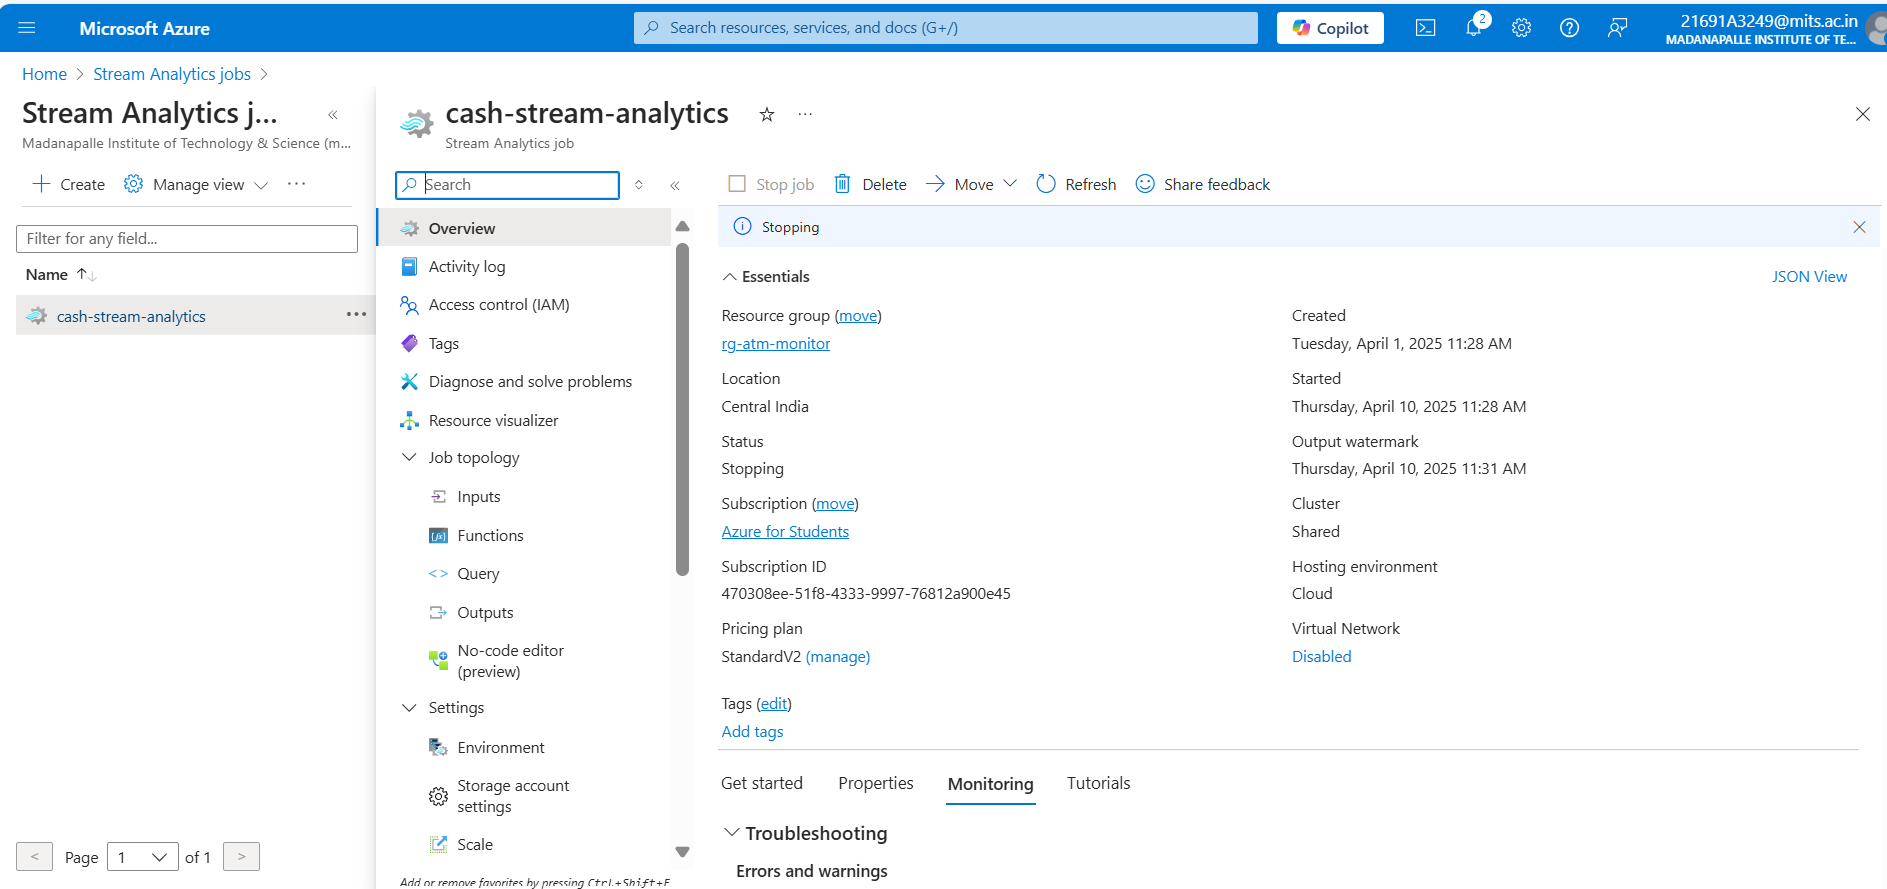 Microsoft Azure
Search resources, services, and docs (G+/)
Copilot
2
21691A3249@mits.ac.in
MADANAPALLE INSTITUTE OF TE...
Home > Stream Analytics jobs >
Stream Analytics j... «
Madanapalle Institute of Technology & Science (m...
Create Manage view ...
Filter for any field...
Name ↑↓
cash-stream-analytics ...
Page 1 of 1
cash-stream-analytics ...
Stream Analytics job
Search «
Overview
Activity log
Access control (IAM)
Tags
Diagnose and solve problems
Resource visualizer
Job topology
Inputs
Functions
Query
Outputs
No-code editor
(preview)
Settings
Environment
Storage account
settings
Scale
Add or remove favorites by pressing Ctrl+Shift+F
Stop job Delete Move Refresh Share feedback
Stopping
Essentials JSON View
Resource group (move)
rg-atm-monitor
Location
Central India
Status
Stopping
Subscription (move)
Azure for Students
Subscription ID
470308ee-51f8-4333-9997-76812a900e45
Pricing plan
StandardV2 (manage)
Created
Tuesday, April 1, 2025 11:28 AM
Started
Thursday, April 10, 2025 11:28 AM
Output watermark
Thursday, April 10, 2025 11:31 AM
Cluster
Shared
Hosting environment
Cloud
Virtual Network
Disabled
Tags (edit)
Add tags
Get started Properties Monitoring Tutorials
Troubleshooting
Errors and warnings